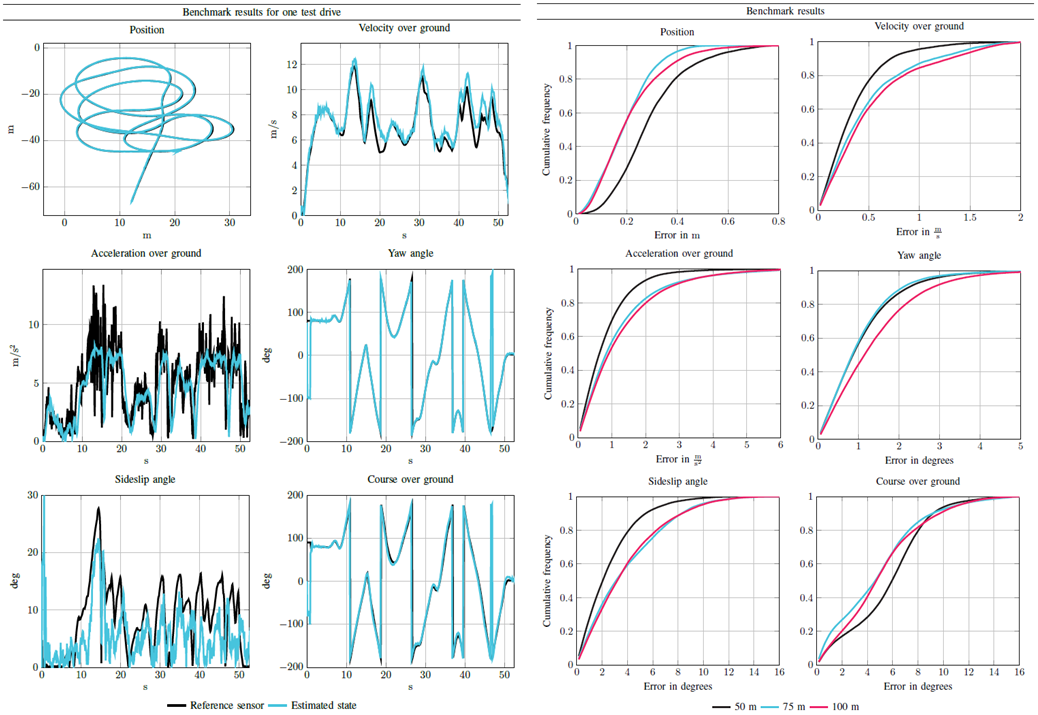 Benchmark results for one test drive
Position
0
−20
−40
−60
m
0 10 20 30
m
Velocity over ground
12
10
8
6
4
2
0
m/s
0 10 20 30 40 50
s
Acceleration over ground
10
5
0
m/s²
0 10 20 30 40 50
s
Yaw angle
200
100
0
−100
−200
deg
0 10 20 30 40 50
s
Sideslip angle
30
20
10
0
deg
0 10 20 30 40 50
s
Course over ground
200
100
0
−100
−200
deg
0 10 20 30 40 50
s
Reference sensor Estimated state
Benchmark results
Position
1
0.8
0.6
0.4
0.2
0
Cumulative frequency
0 0.2 0.4 0.6 0.8
Error in m
Velocity over ground
1
0.8
0.6
0.4
0.2
0
0 0.5 1 1.5 2
Error in m/s
Acceleration over ground
1
0.8
0.6
0.4
0.2
0
Cumulative frequency
0 1 2 3 4 5 6
Error in m/s²
Yaw angle
1
0.8
0.6
0.4
0.2
0
0 1 2 3 4 5
Error in degrees
Sideslip angle
1
0.8
0.6
0.4
0.2
0
Cumulative frequency
0 2 4 6 8 10 12 14 16
Error in degrees
Course over ground
1
0.8
0.6
0.4
0.2
0
0 2 4 6 8 10 12 14 16
Error in degrees
50 m 75 m 100 m